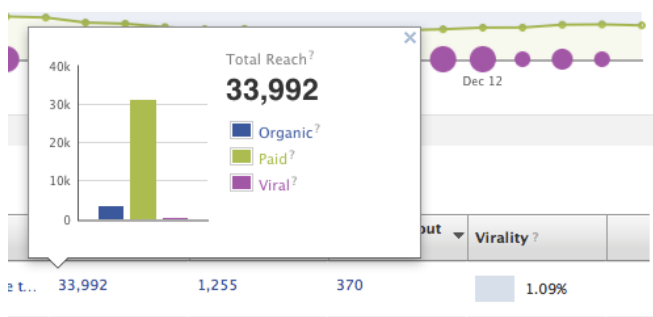 ×
Total Reach?
33,992
40k
30k
20k
10k
0
Organic?
Paid?
Viral?
Dec 12
out
Virality ?
e t...
33,992
1,255
370
1.09%